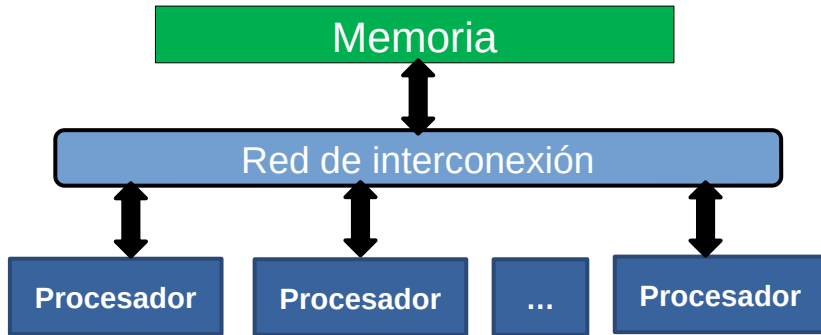 Memoria
Red de interconexión
Procesador
Procesador
...
Procesador